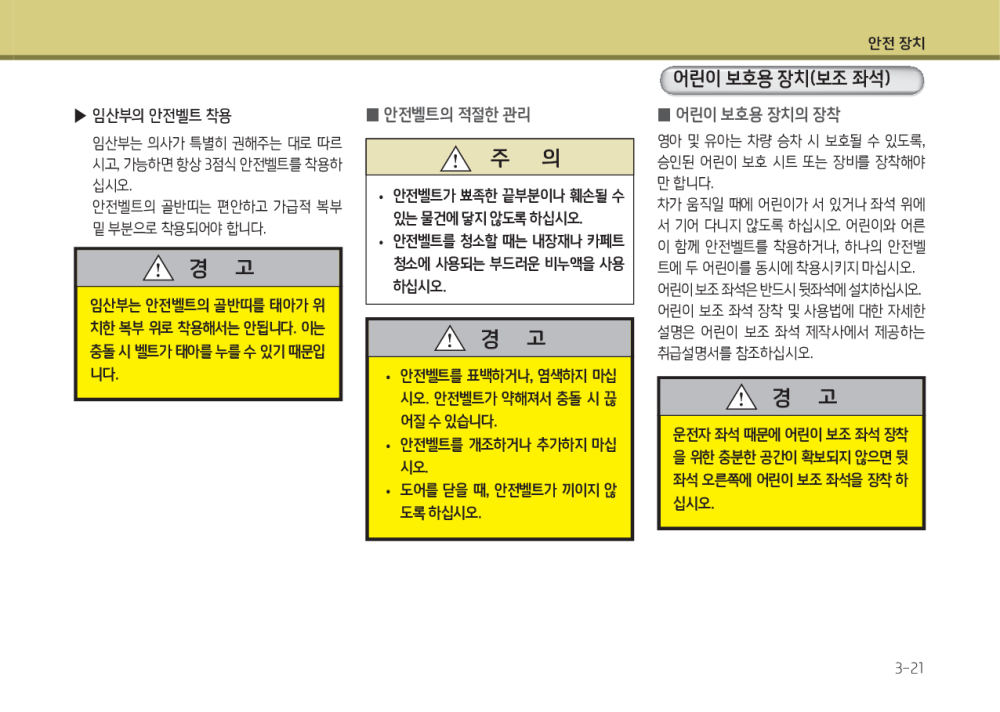 안전 장치
▶ 임산부의 안전벨트 착용
임산부는 의사가 특별히 권해주는 대로 따르
시고, 가능하면 항상 3점식 안전벨트를 착용하
십시오.
안전벨트의 골반띠는 편안하고 가급적 복부
밑 부분으로 착용되어야 합니다.
경 고
임산부는 안전벨트의 골반띠를 태아가 위
치한 복부 위로 착용해서는 안됩니다. 이는
충돌 시 벨트가 태아를 누를 수 있기 때문입
니다.
■ 안전벨트의 적절한 관리
주 의
• 안전벨트가 뾰족한 끝부분이나 훼손될 수
있는 물건에 닿지 않도록 하십시오.
• 안전벨트를 청소할 때는 내장재나 카페트
청소에 사용되는 부드러운 비누액을 사용
하십시오.
경 고
• 안전벨트를 표백하거나, 염색하지 마십
시오. 안전벨트가 약해져서 충돌 시 끊
어질 수 있습니다.
• 안전벨트를 개조하거나 추가하지 마십
시오.
• 도어를 닫을 때, 안전벨트가 끼이지 않
도록 하십시오.
어린이 보호용 장치(보조 좌석)
■ 어린이 보호용 장치의 장착
영아 및 유아는 차량 승차 시 보호될 수 있도록,
승인된 어린이 보호 시트 또는 장비를 장착해야
만 합니다.
차가 움직일 때에 어린이가 서 있거나 좌석 위에
서 기어 다니지 않도록 하십시오. 어린이와 어른
이 함께 안전벨트를 착용하거나, 하나의 안전벨
트에 두 어린이를 동시에 착용시키지 마십시오.
어린이 보조 좌석은 반드시 뒷좌석에 설치하십시오.
어린이 보조 좌석 장착 및 사용법에 대한 자세한
설명은 어린이 보조 좌석 제작사에서 제공하는
취급설명서를 참조하십시오.
경 고
운전자 좌석 때문에 어린이 보조 좌석 장착
을 위한 충분한 공간이 확보되지 않으면 뒷
좌석 오른쪽에 어린이 보조 좌석을 장착 하
십시오.
3-21